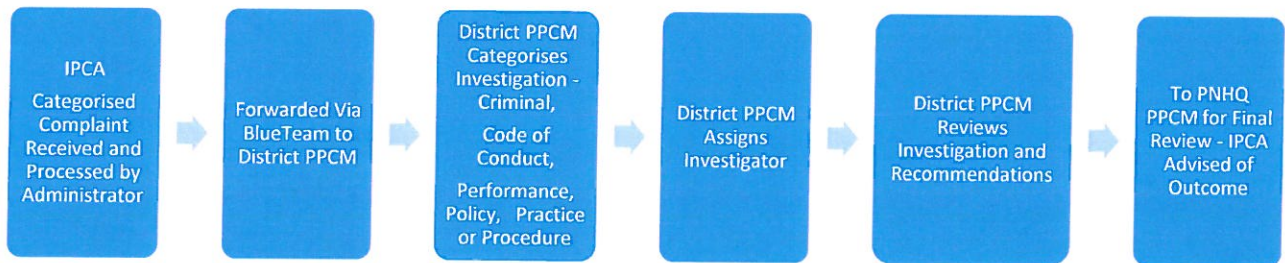 IPCA
Categorised
Complaint
Received and
Processed by
Administrator
Forwarded Via
BlueTeam to
District PPCM
District PPCM
Categorises
Investigation -
Criminal,
Code of
Conduct,
Performance,
Policy, Practice
or Procedure
District PPCM
Assigns
Investigator
District PPCM
Reviews
Investigation and
Recommendations
To PNHQ
PPCM for Final
Review - IPCA
Advised of
Outcome